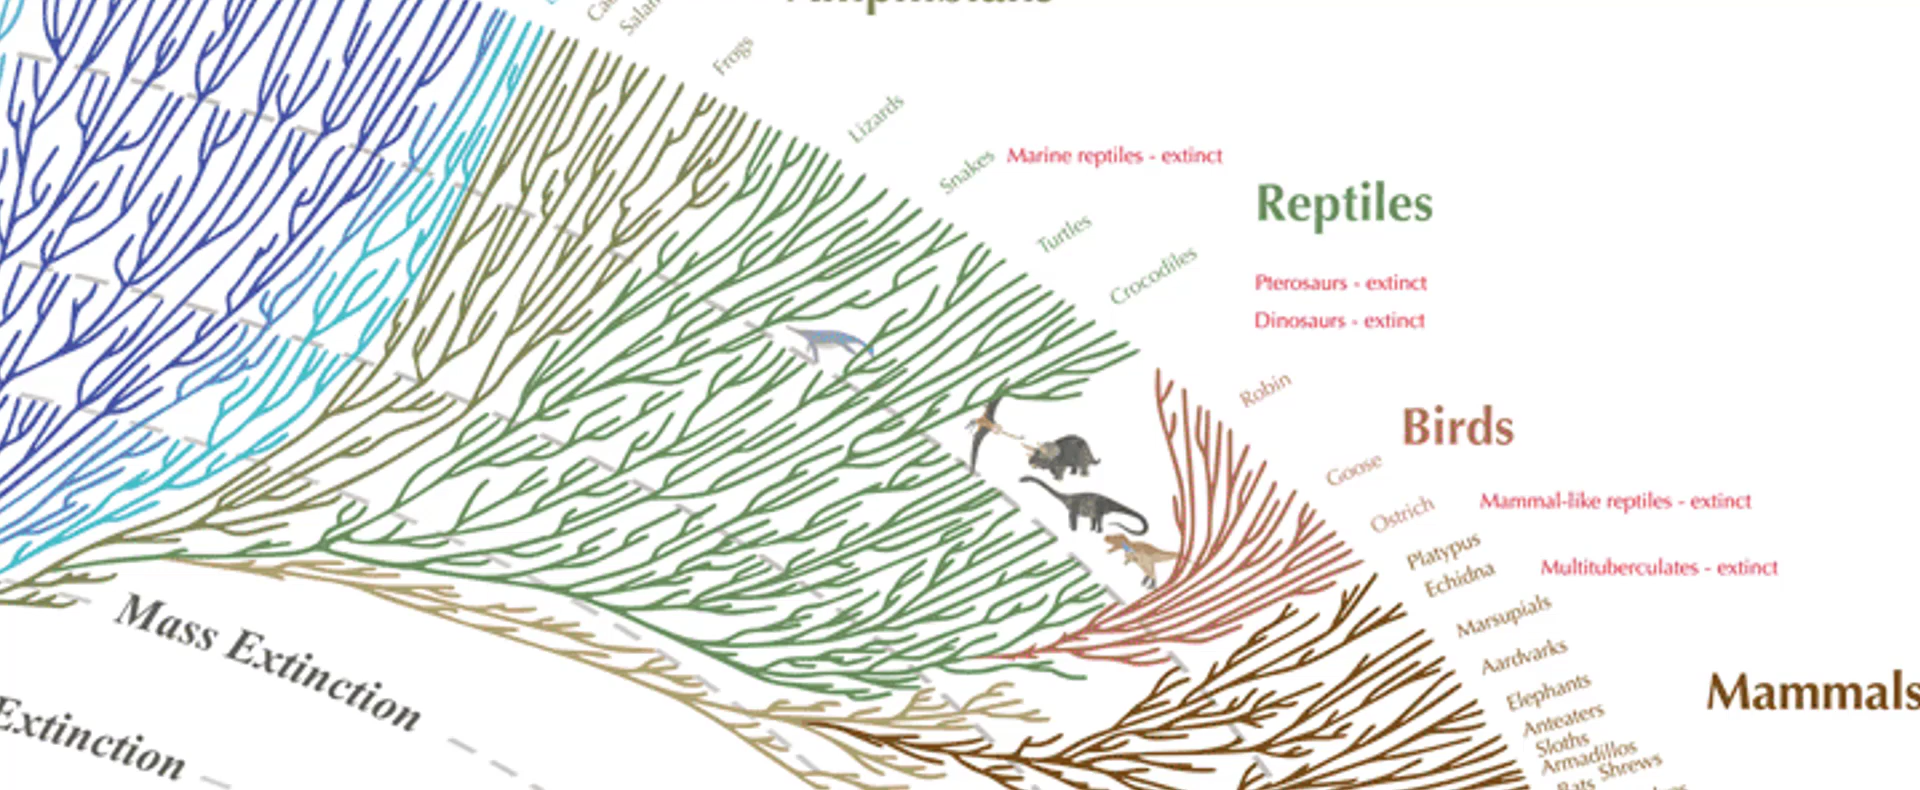 Amphibians
Frogs
Lizards
Snakes
Marine reptiles - extinct
Reptiles
Turtles
Crocodiles
Pterosaurs - extinct
Dinosaurs - extinct
Robin
Birds
Goose
Mammal-like reptiles - extinct
Ostrich
Platypus
Echidna
Multituberculates - extinct
Marsupials
Aardvarks
Mammals
Elephants
Anteaters
Sloths
Armadillos
Shrews
Mass Extinction
Extinction